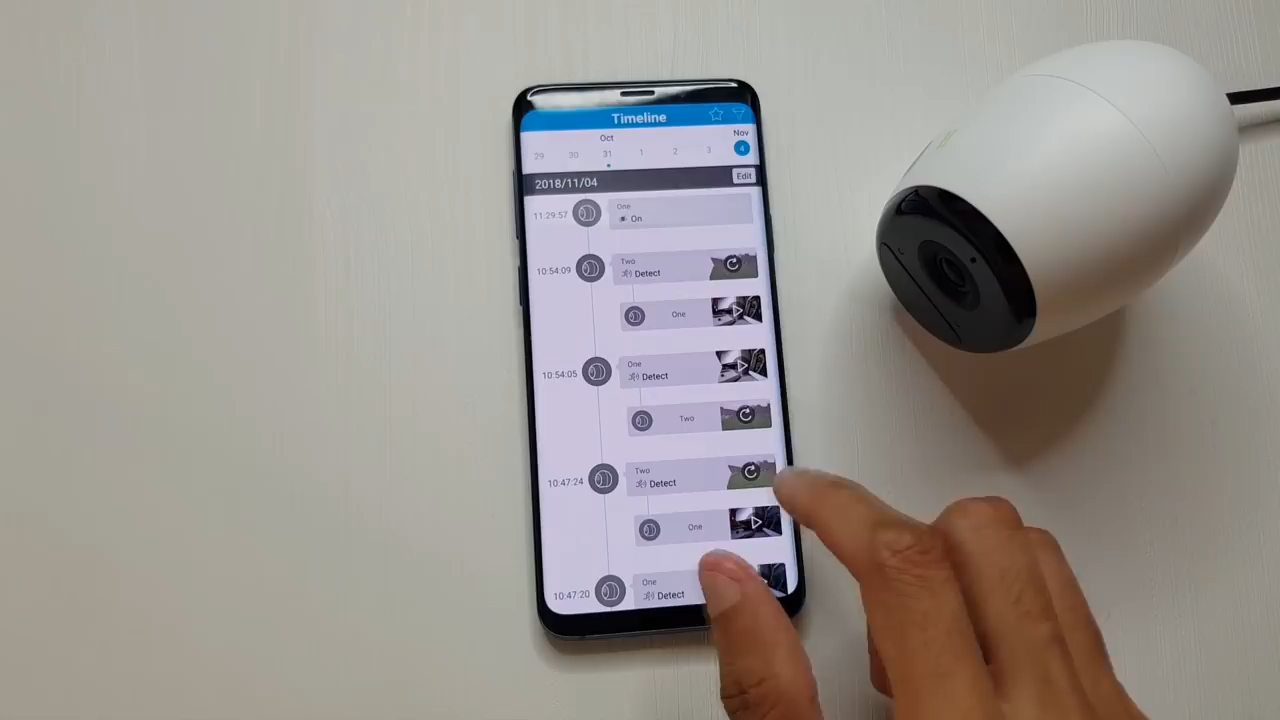 Timeline
Oct Nov
29 30 31 1 2 3 4
2018/11/04 Edit
11:29:57 One
On
10:54:09 Two
Detect
One
10:54:05 One
Detect
Two
10:47:24 Two
Detect
One
10:47:20 One
Detect